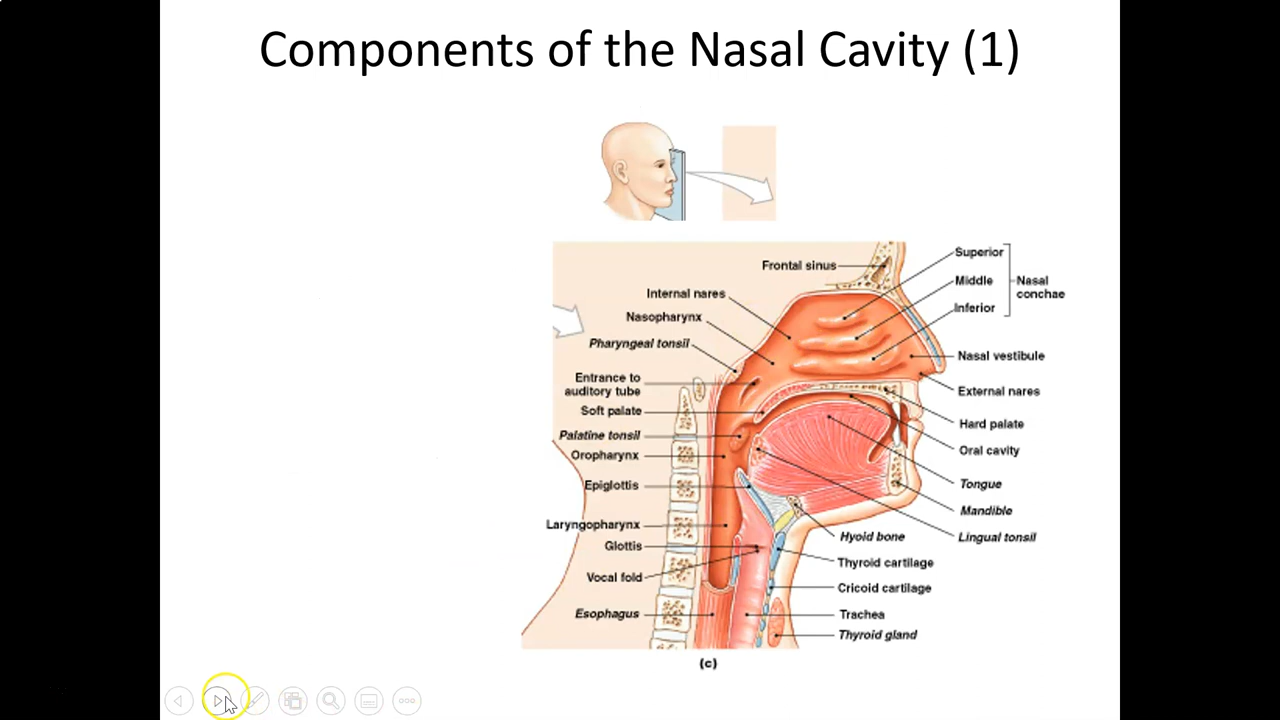 Components of the Nasal Cavity (1)
Frontal sinus
Internal nares
Nasopharynx
Pharyngeal tonsil
Entrance to
auditory tube
Soft palate
Palatine tonsil
Oropharynx
Epiglottis
Laryngopharynx
Glottis
Vocal fold
Esophagus
Superior
Middle
Inferior
Nasal
conchae
Nasal vestibule
External nares
Hard palate
Oral cavity
Tongue
Mandible
Lingual tonsil
Hyoid bone
Thyroid cartilage
Cricoid cartilage
Trachea
Thyroid gland
(c)